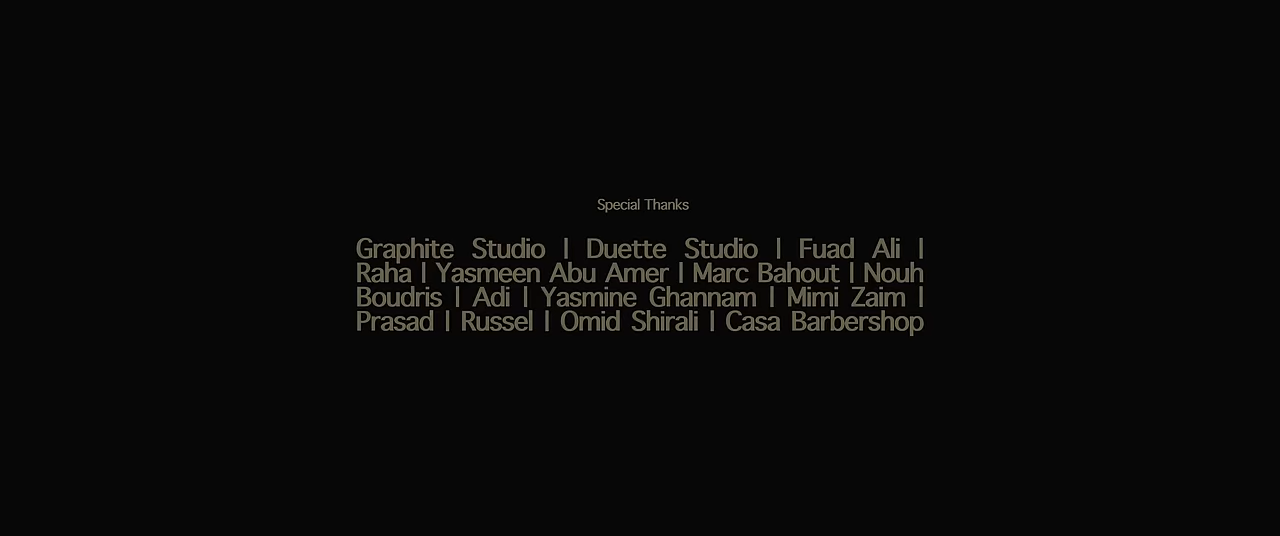 Special Thanks
Graphite Studio | Duette Studio | Fuad Ali |
Raha | Yasmeen Abu Amer | Marc Bahout | Nouh
Boudris | Adi | Yasmine Ghannam | Mimi Zaim |
Prasad | Russel | Omid Shirali | Casa Barbershop